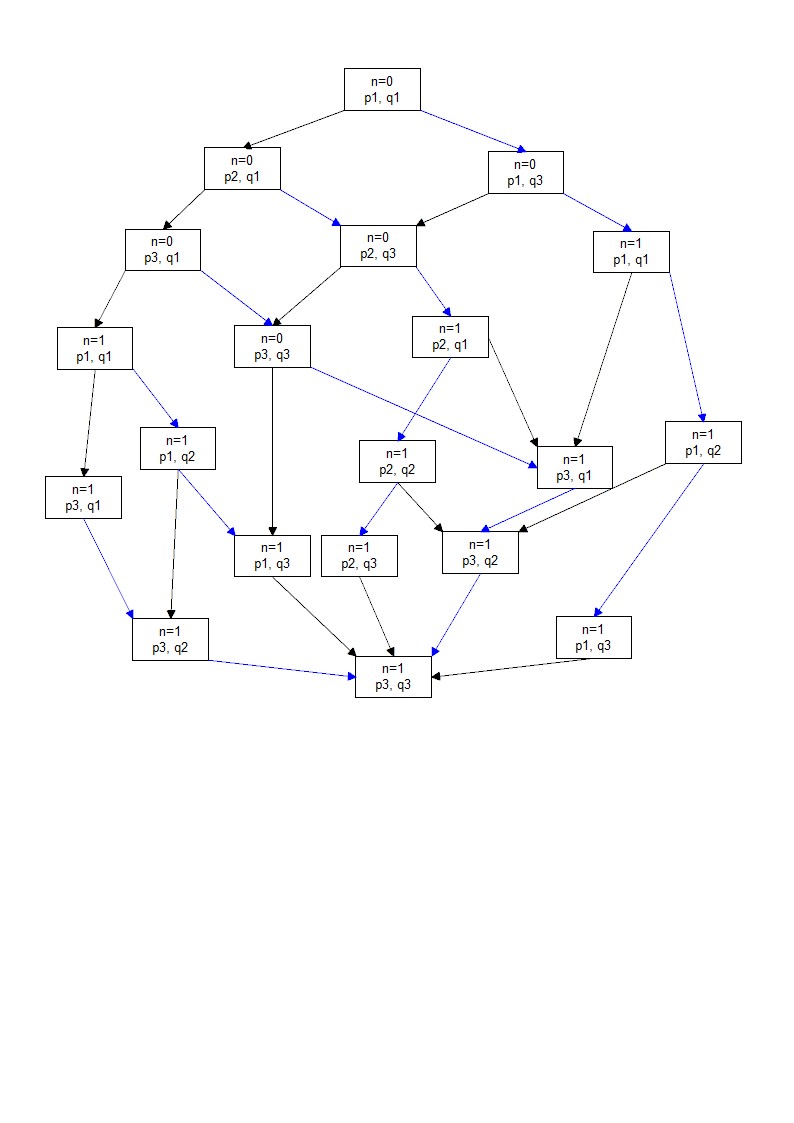 n=0
p1, q1
n=0
p2, q1
n=0
p1, q3
n=0
p3, q1
n=0
p2, q3
n=1
p1, q1
n=1
p1, q1
n=0
p3, q3
n=1
p2, q1
n=1
p1, q2
n=1
p2, q2
n=1
p3, q1
n=1
p1, q2
n=1
p3, q1
n=1
p1, q3
n=1
p2, q3
n=1
p3, q2
n=1
p3, q2
n=1
p1, q3
n=1
p3, q3